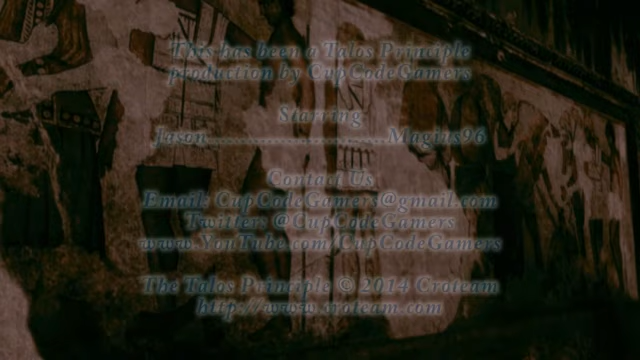 This has been a Talos Principle
production by CupCodeGamers
Starring
jason..............................Magius96
Contact Us
Email: CupCodeGamers@gmail.com
Twitter: @CupCodeGamers
www.YouTube.com/CupCodeGamers
The Talos Principle © 2014 Croteam
http://www.croteam.com